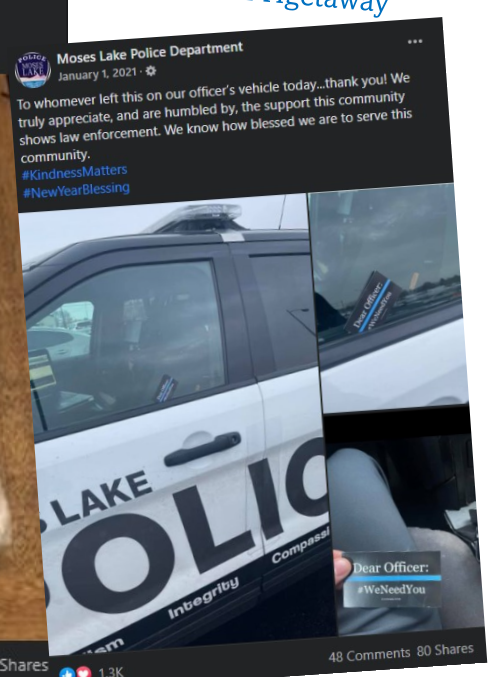 getaway
POLICE
MOSES
LAKE
Moses Lake Police Department
January 1, 2021 ·
To whomever left this on our officer's vehicle today...thank you! We
truly appreciate, and are humbled by, the support this community
shows law enforcement. We know how blessed we are to serve this
community.
#KindnessMatters
#NewYearBlessing
Dear Officer:
#WeNeedYou
LAKE
OLIC
Integrity
Compassi
Dear Officer:
#WeNeedYou
Shares
1.3K
48 Comments 80 Shares